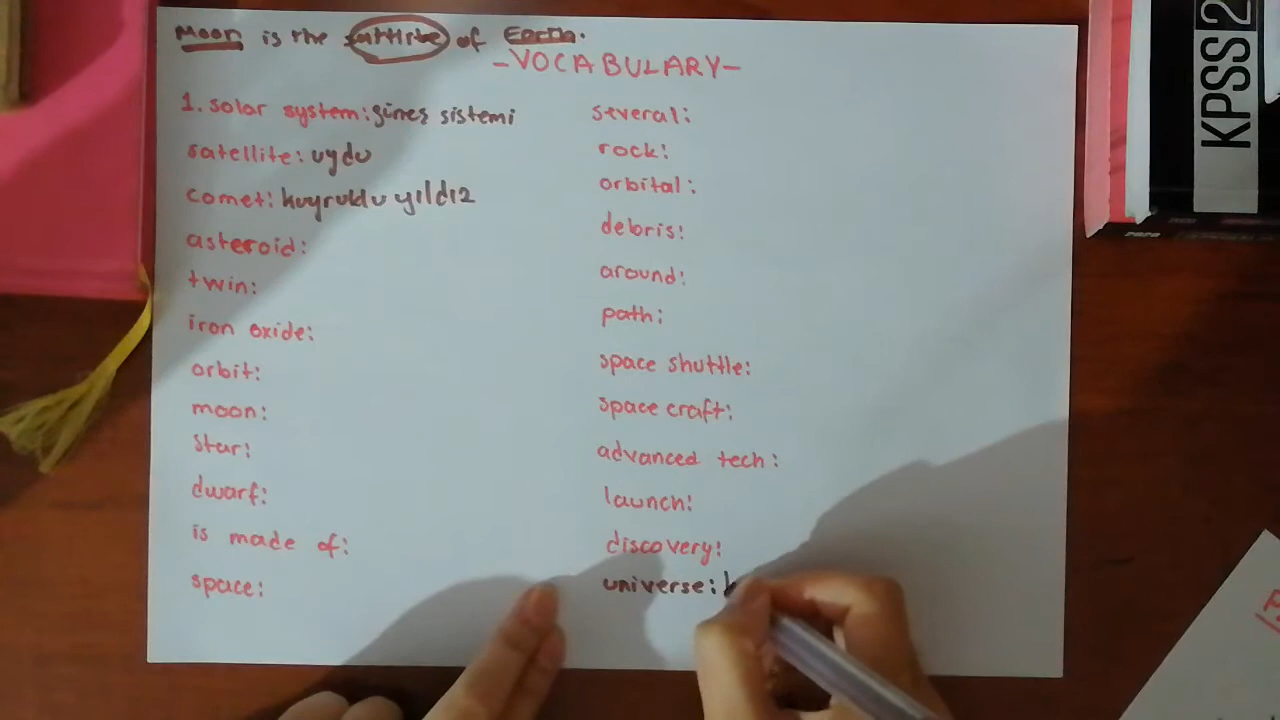 Moon is the satellite of Earth.
-VOCABULARY-
1. solar system: güneş sistemi
satellite: uydu
comet: kuyruklu yıldız
asteroid:
twin:
iron oxide:
orbit:
moon:
star:
dwarf:
is made of:
space:
several:
rock:
orbital:
debris:
around:
path:
space shuttle:
space craft:
advanced tech:
launch:
discovery:
universe:
KPSS 2